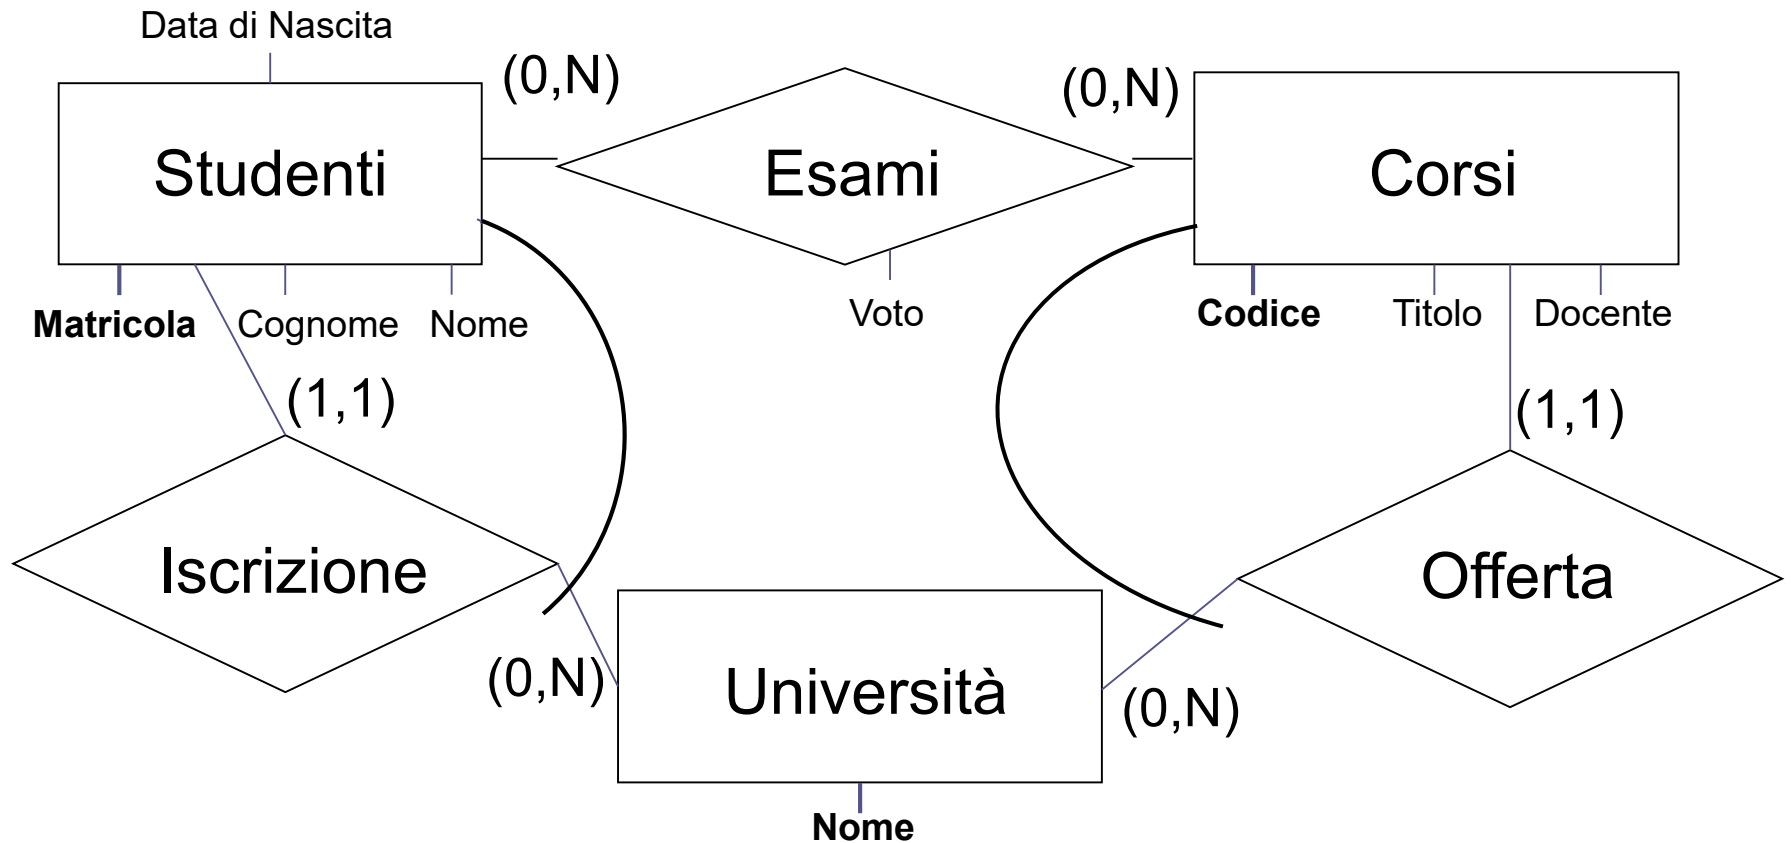 Data di Nascita
(0,N)
(0,N)
Studenti
Esami
Corsi
Matricola
Cognome
Nome
Voto
Codice
Titolo
Docente
(1,1)
(1,1)
Iscrizione
Offerta
(0,N)
Università
(0,N)
Nome